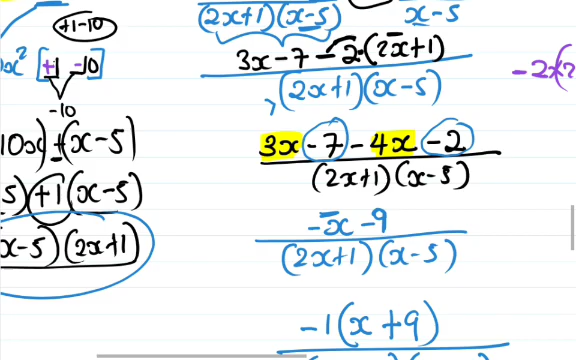 +1-10
x² [+1 -10]
-10
10x) + (x-5)
5) +1 (x-5)
x-5) (2x+1)
(2x+1)(x-5)
x-5
3x-7-2·(2x+1)
(2x+1)(x-5)
-2x(2
3x-7-4x-2
(2x+1)(x-5)
-x-9
(2x+1)(x-5)
-1(x+9)